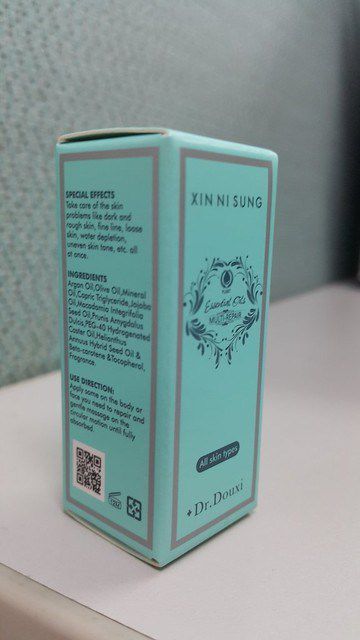 SPECIAL EFFECTS
Take care of the skin
problems like dark and
rough skin, fine line, loose
skin, water depletion,
uneven skin tone, etc. all
at once.
INGREDIENTS
Argan Oil,Olive Oil,Mineral
Oil,Capric Triglyceride,Jojoba
Oil,Macadamia Integrifolia
Seed Oil,Prunis Amygdalus
Dulcis,PEG-40 Hydrogenated
Castor Oil,Helianthus
Annuus Hybrid Seed Oil &
Beta-carotene &Tocopherol,
Fragrance.
USE DIRECTION:
Apply some on the body or
face you need to repair and
gentle massage on the
circular motion until fully
absorbed.
12M
XIN NI SUNG
Essential Oils
MULTI-REPAIR
All skin types
Dr.Douxi